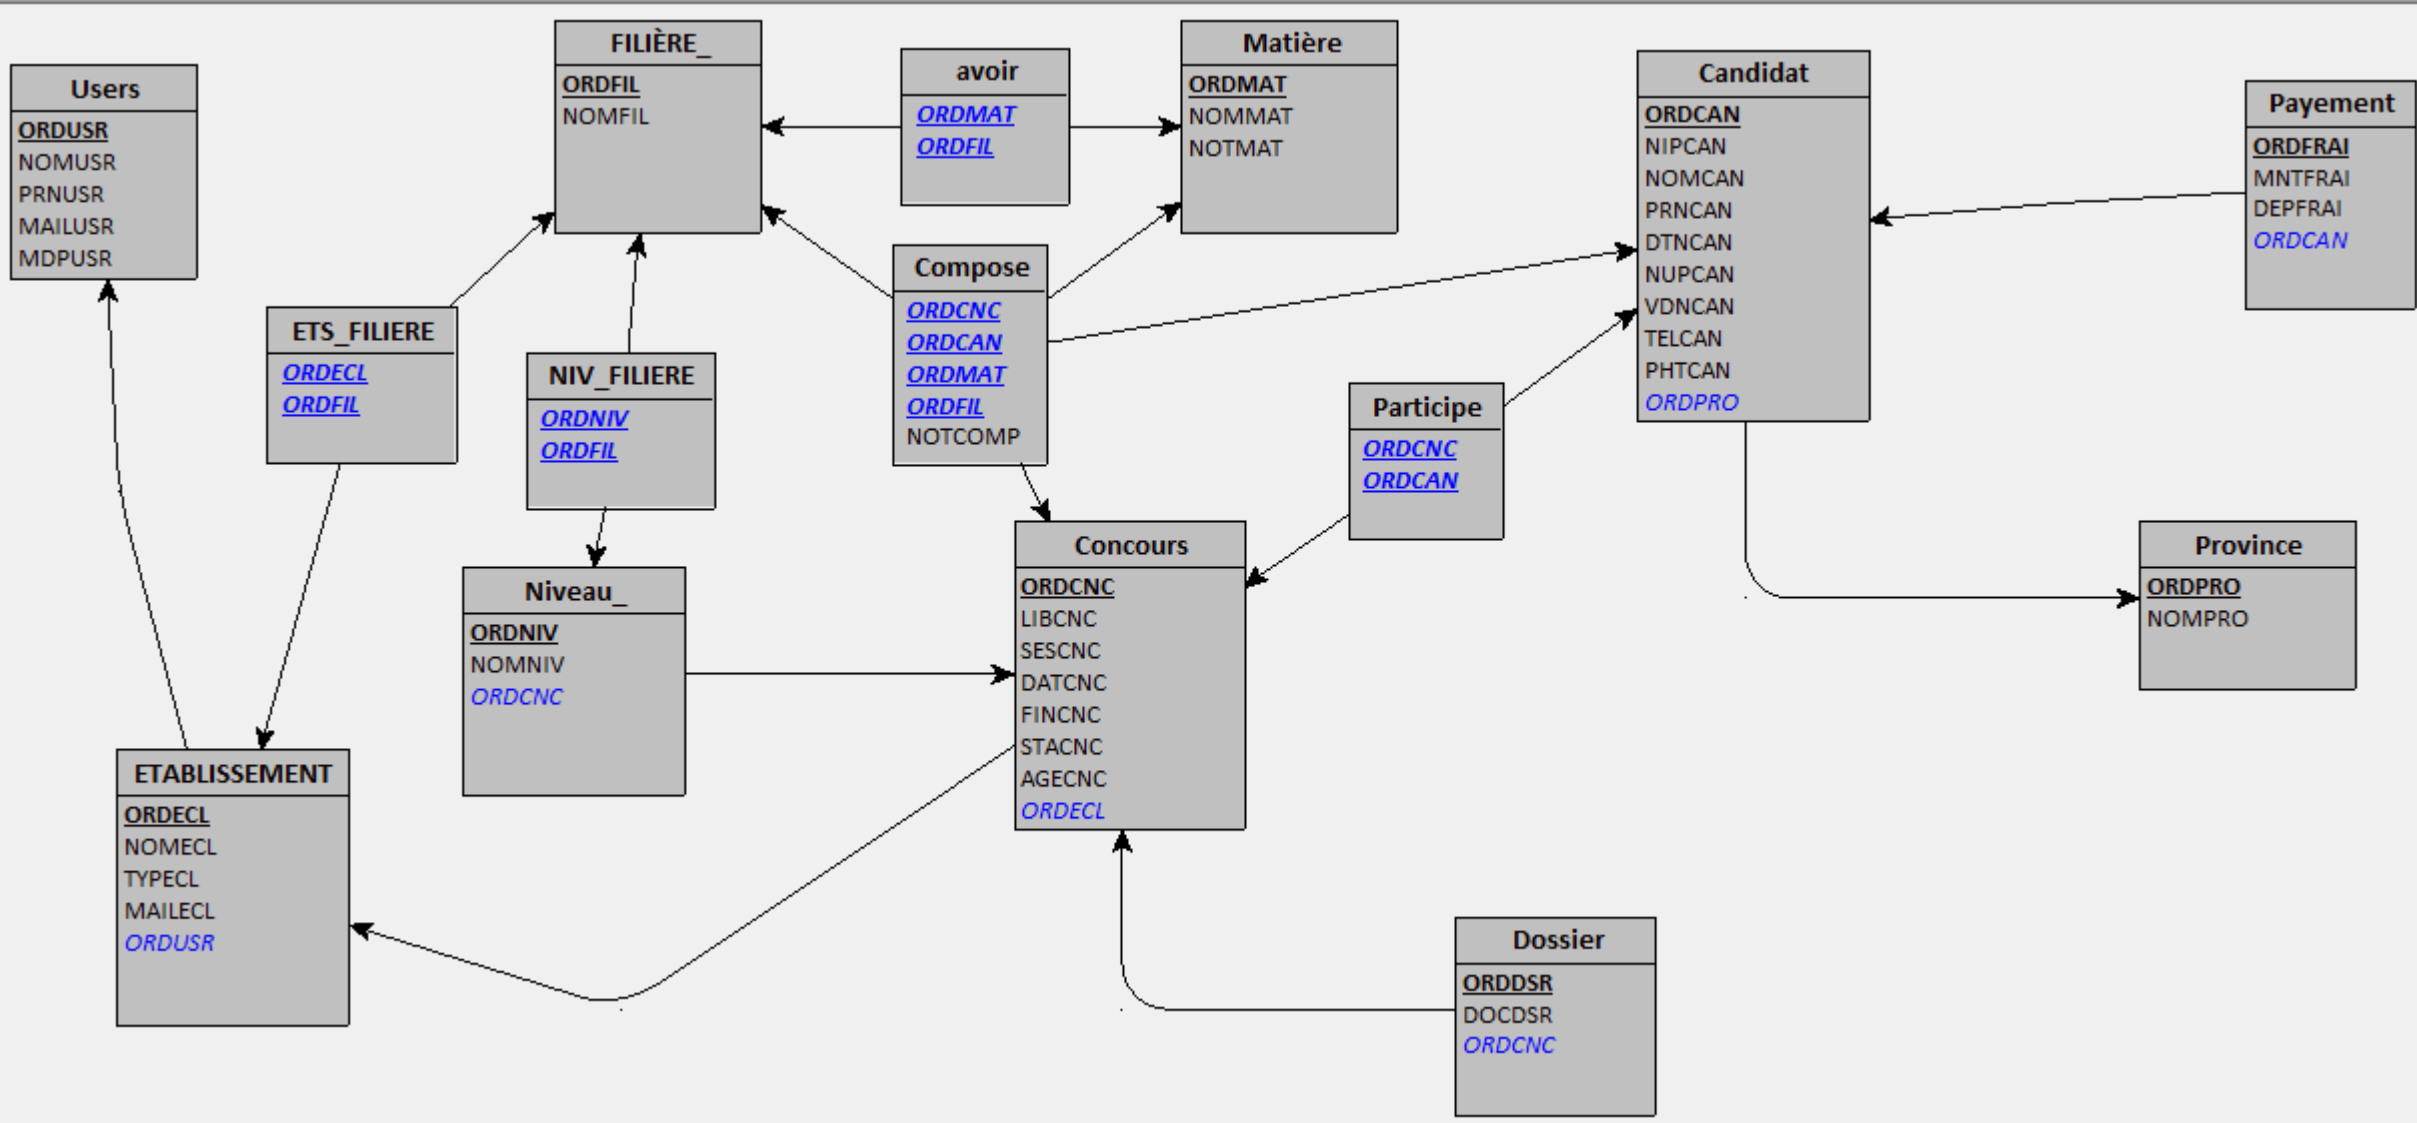 Users
ORDUSR
NOMUSR
PRNUSR
MAILUSR
MDPUSR
FILIÈRE_
ORDFIL
NOMFIL
avoir
ORDMAT
ORDFIL
Matière
ORDMAT
NOMMAT
NOTMAT
Candidat
ORDCAN
NIPCAN
NOMCAN
PRNCAN
DTNCAN
NUPCAN
VDNCAN
TELCAN
PHTCAN
ORDPRO
Payement
ORDFRAI
MNTFRAI
DEPFRAI
ORDCAN
ETS_FILIERE
ORDECL
ORDFIL
NIV_FILIERE
ORDNIV
ORDFIL
Compose
ORDCNC
ORDCAN
ORDMAT
ORDFIL
NOTCOMP
Participe
ORDCNC
ORDCAN
Niveau_
ORDNIV
NOMNIV
ORDCNC
Concours
ORDCNC
LIBCNC
SESCNC
DATCNC
FINCNC
STACNC
AGECNC
ORDECL
Province
ORDPRO
NOMPRO
ETABLISSEMENT
ORDECL
NOMECL
TYPECL
MAILECL
ORDUSR
Dossier
ORDDSR
DOCDSR
ORDCNC